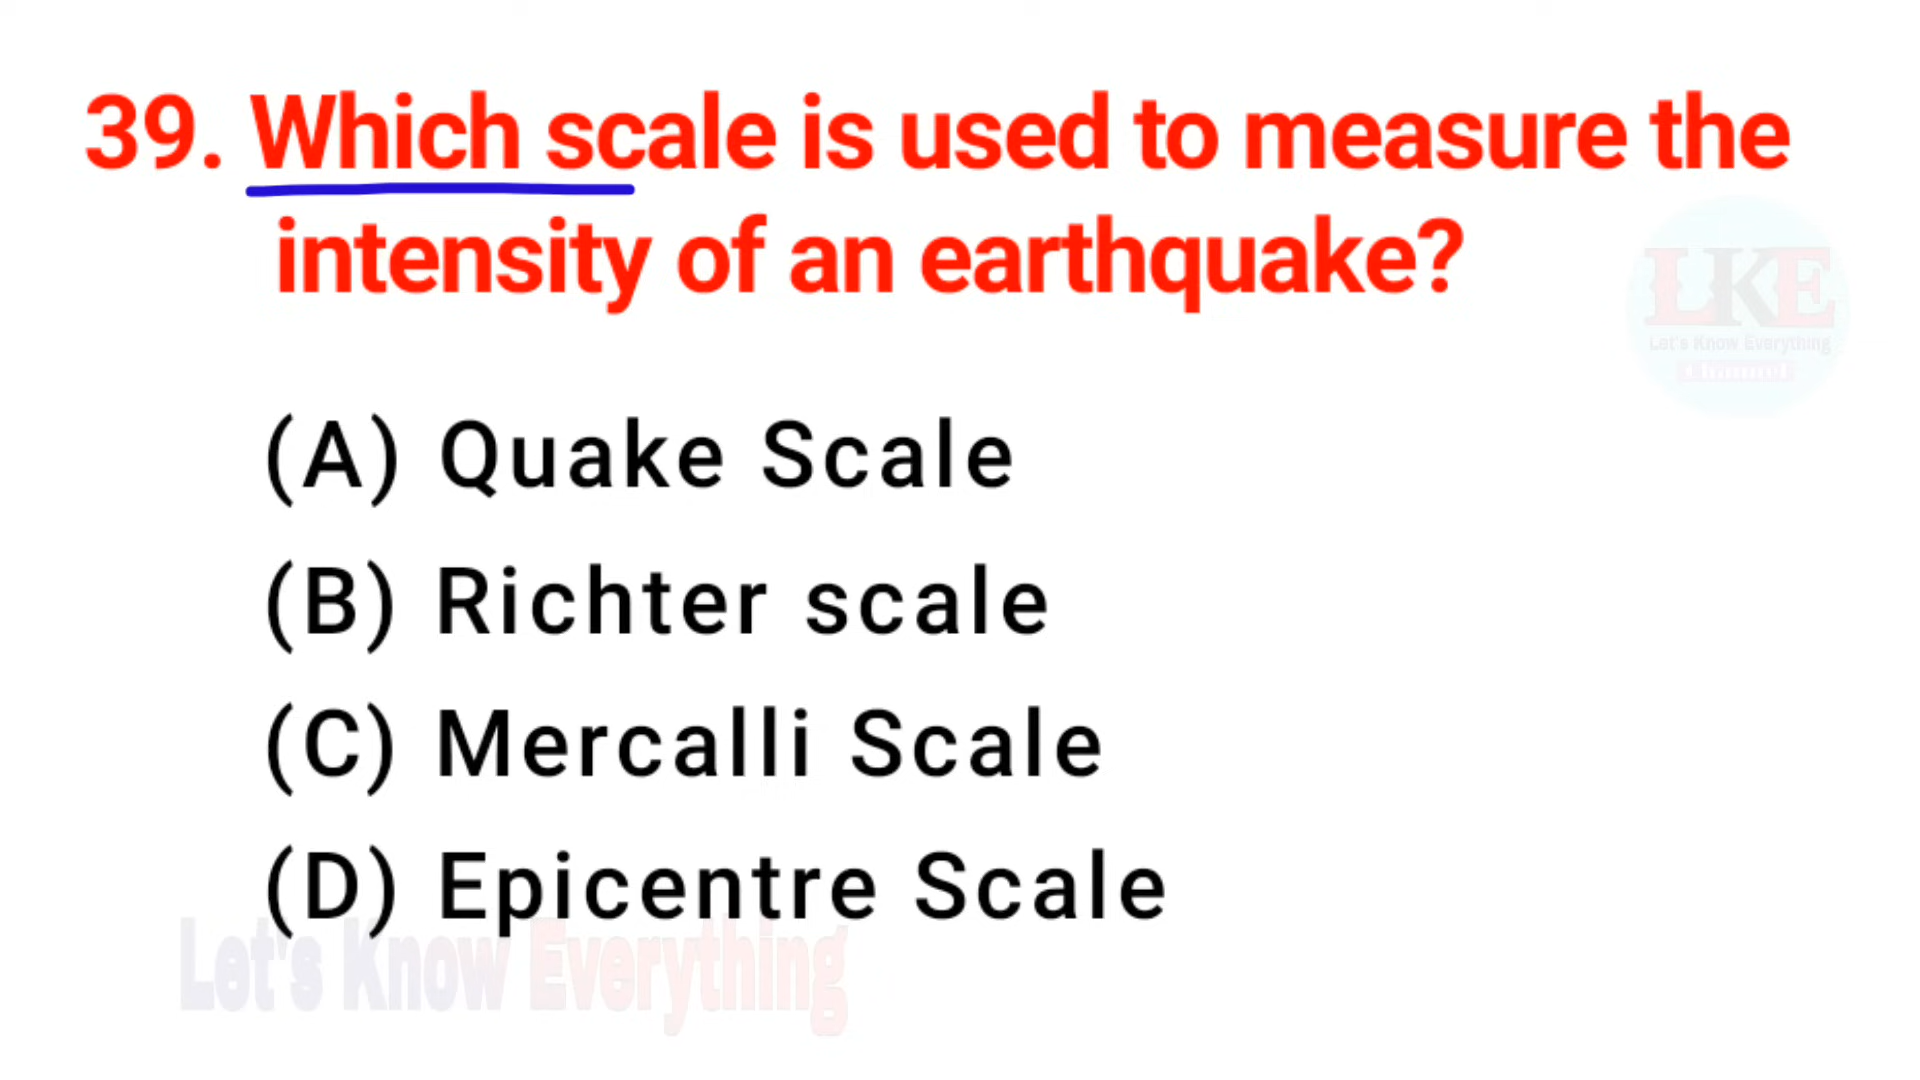 39. Which scale is used to measure the
intensity of an earthquake?
LKE
Let's Know Everything
(A) Quake Scale
(B) Richter scale
(C) Mercalli Scale
(D) Epicentre Scale
Let's Know Everything